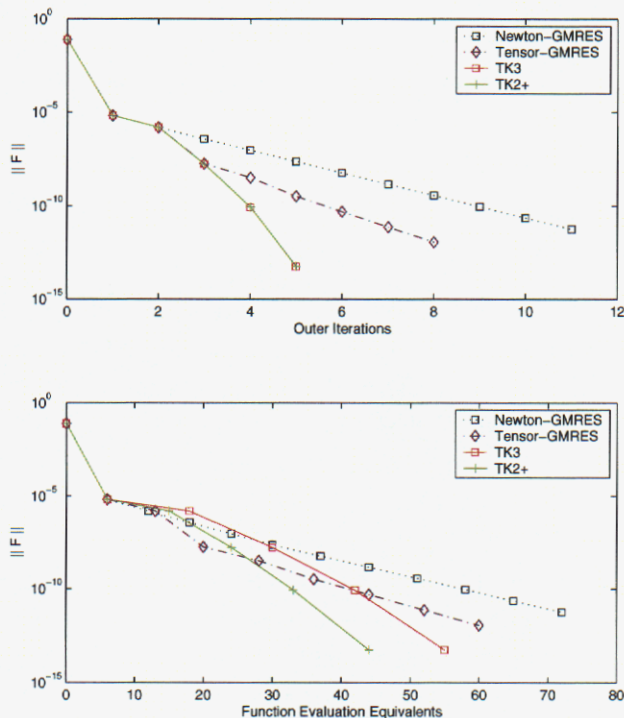 10^0
10^-5
10^-10
10^-15
|| F ||
Newton-GMRES
Tensor-GMRES
TK3
TK2+
0 2 4 6 8 10 12
Outer Iterations
10^0
10^-5
10^-10
10^-15
|| F ||
Newton-GMRES
Tensor-GMRES
TK3
TK2+
0 10 20 30 40 50 60 70 80
Function Evaluation Equivalents